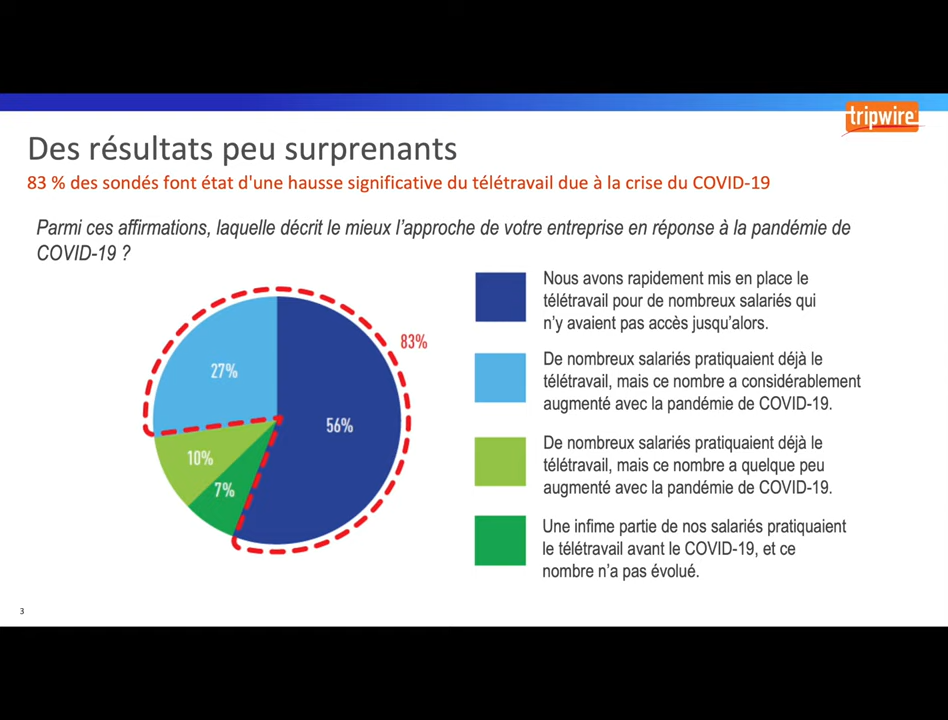 tripwire
Des résultats peu surprenants
83 % des sondés font état d'une hausse significative du télétravail due à la crise du COVID-19
Parmi ces affirmations, laquelle décrit le mieux l’approche de votre entreprise en réponse à la pandémie de
COVID-19 ?
83%
27%
56%
10%
7%
Nous avons rapidement mis en place le
télétravail pour de nombreux salariés qui
n’y avaient pas accès jusqu’alors.
De nombreux salariés pratiquaient déjà le
télétravail, mais ce nombre a considérablement
augmenté avec la pandémie de COVID-19.
De nombreux salariés pratiquaient déjà le
télétravail, mais ce nombre a quelque peu
augmenté avec la pandémie de COVID-19.
Une infime partie de nos salariés pratiquaient
le télétravail avant le COVID-19, et ce
nombre n’a pas évolué.
3